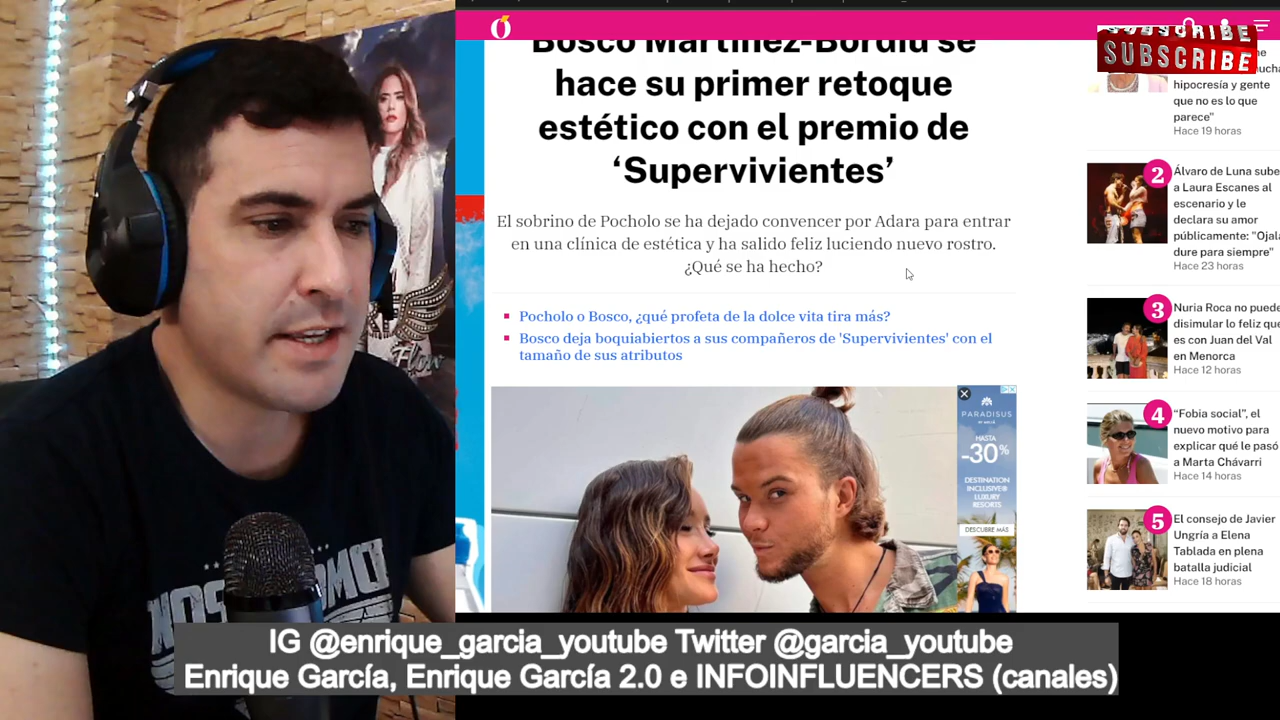 Ó
Bosco Martínez-Bordiú se
hace su primer retoque
estético con el premio de
‘Supervivientes’
El sobrino de Pocholo se ha dejado convencer por Adara para entrar
en una clínica de estética y ha salido feliz luciendo nuevo rostro.
¿Qué se ha hecho?
Pocholo o Bosco, ¿qué profeta de la dolce vita tira más?
Bosco deja boquiabiertos a sus compañeros de 'Supervivientes' con el
tamaño de sus atributos
PARADISUS
HASTA
-30%
DESTINATION
INCLUSIVE®
LUXURY
RESORTS
DESCUBRE MÁS
SUBSCRIBE
SUBSCRIBE
hipocresía y gente
que no es lo que
parece"
Hace 19 horas
2
Álvaro de Luna sube
a Laura Escanes al
escenario y le
declara su amor
públicamente: "Ojalá
dure para siempre"
Hace 23 horas
3
Nuria Roca no puede
disimular lo feliz que
es con Juan del Val
en Menorca
Hace 12 horas
4
“Fobia social”, el
nuevo motivo para
explicar qué le pasó
a Marta Chávarri
Hace 14 horas
5
El consejo de Javier
Ungría a Elena
Tablada en plena
batalla judicial
Hace 18 horas
Flow
IG @enrique_garcia_youtube Twitter @garcia_youtube
Enrique García, Enrique García 2.0 e INFOINFLUENCERS (canales)